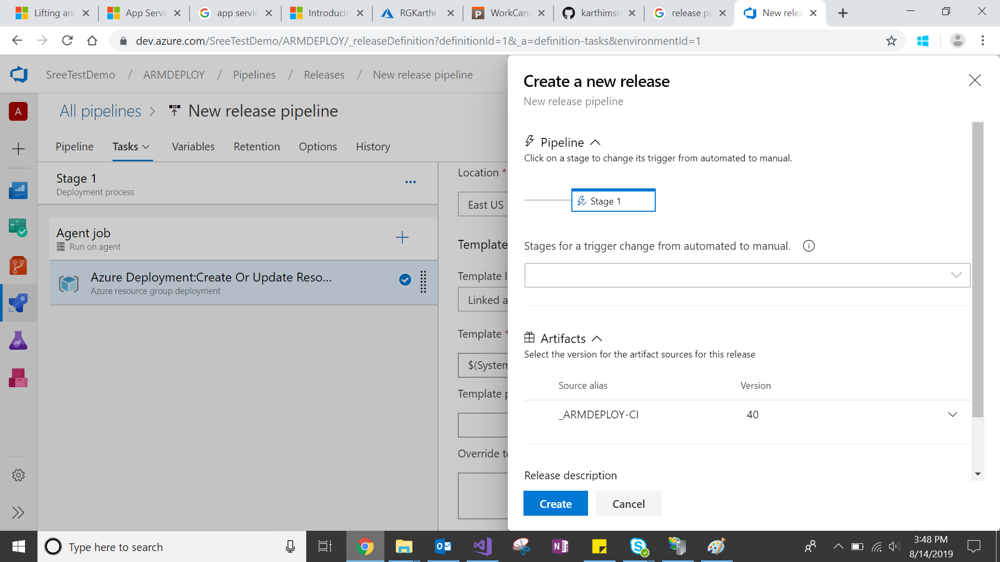 Lifting and
App Servi
app servic
Introducin
RGKarthi
WorkCanv
karthimsr
release pi
New relea
dev.azure.com/SreeTestDemo/ARMDEPLOY/_releaseDefinition?definitionId=1&_a=definition-tasks&environmentId=1
SreeTestDemo / ARMDEPLOY / Pipelines / Releases / New release pipeline
A
All pipelines > New release pipeline
Pipeline Tasks Variables Retention Options History
Stage 1
Deployment process
Agent job
Run on agent
Azure Deployment:Create Or Update Reso...
Azure resource group deployment
Location *
East US
Template
Template l
Linked a
Template *
$(System
Template p
Override te
Create a new release
New release pipeline
Pipeline
Click on a stage to change its trigger from automated to manual.
Stage 1
Stages for a trigger change from automated to manual.
Artifacts
Select the version for the artifact sources for this release
Source alias Version
_ARMDEPLOY-CI 40
Release description
Create Cancel
Type here to search
3:48 PM
8/14/2019